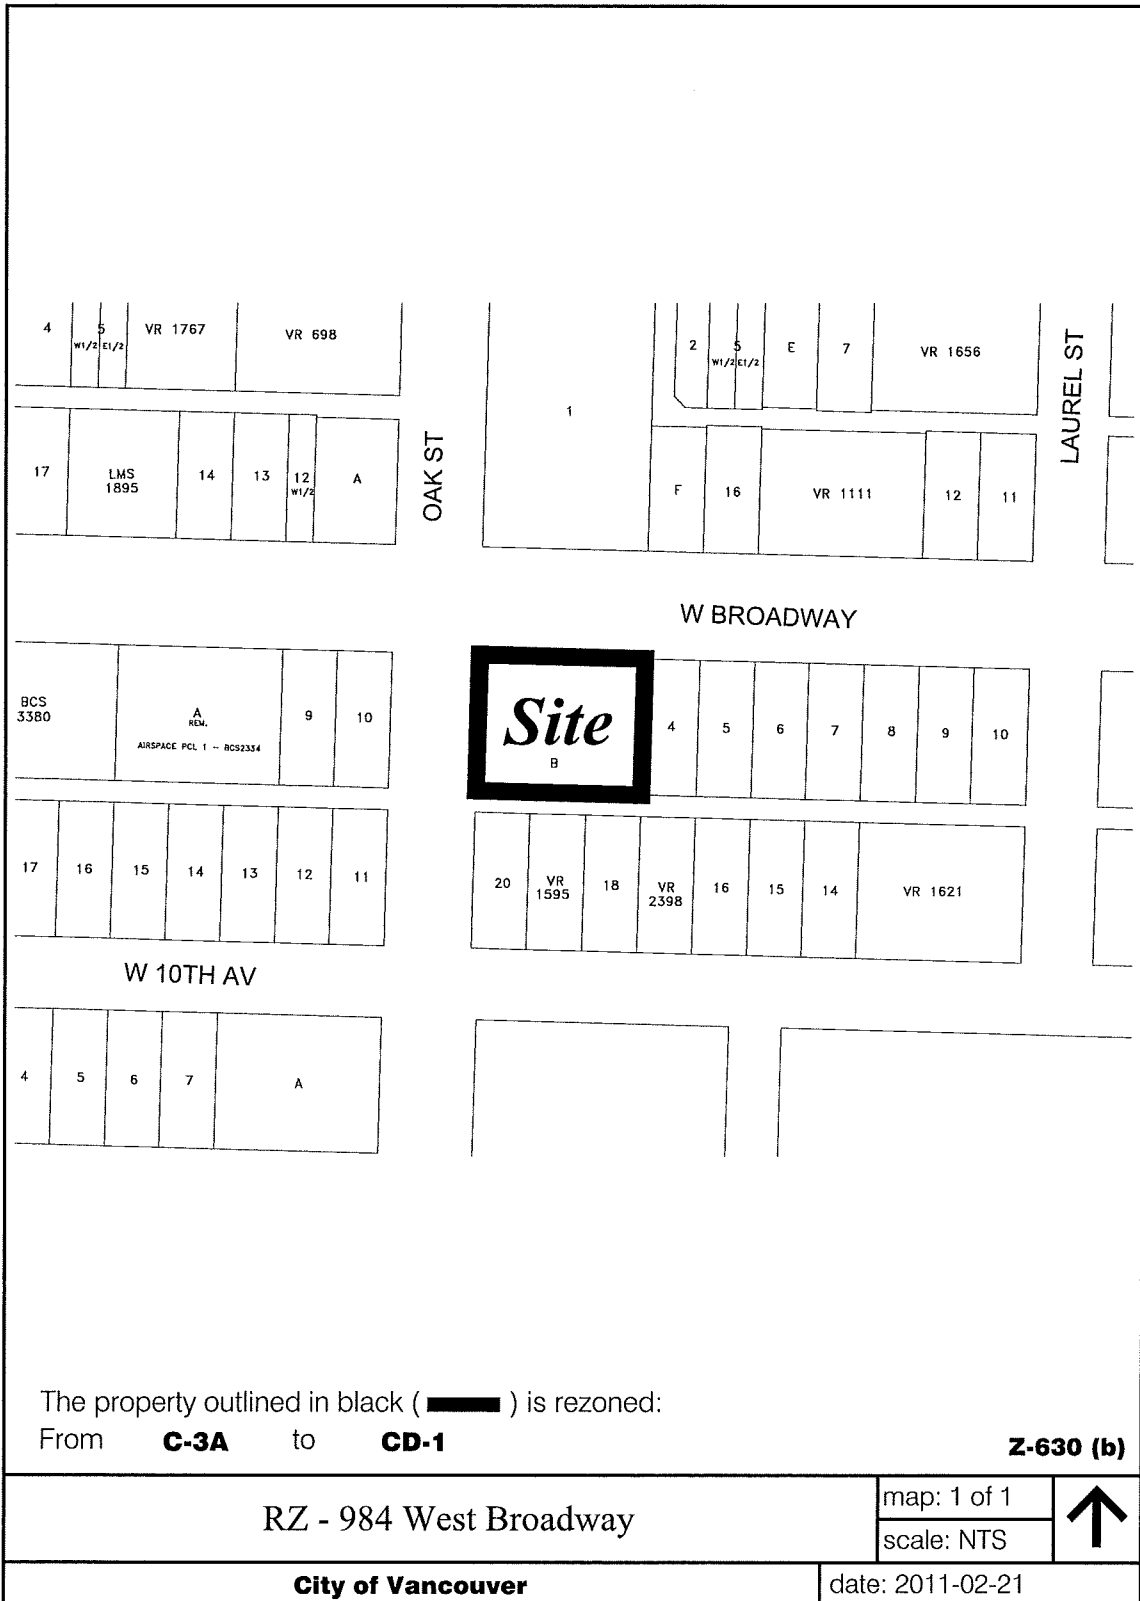 4 5 VR 1767 VR 698
W1/2 E1/2
1
2 5 E 7 VR 1656
W1/2 E1/2
LAUREL ST
OAK ST
17 LMS 14 13 12 A
1895 W1/2
F 16 VR 1111 12 11
W BROADWAY
BCS
3380
A
REM.
AIRSPACE PCL 1 - BCS2334
9 10
Site
B
4 5 6 7 8 9 10
17 16 15 14 13 12 11
20 VR 18 VR 16 15 14 VR 1621
1595 2398
W 10TH AV
4 5 6 7 A
The property outlined in black ( ) is rezoned:
From C-3A to CD-1
Z-630 (b)
RZ - 984 West Broadway
map: 1 of 1
scale: NTS
City of Vancouver
date: 2011-02-21